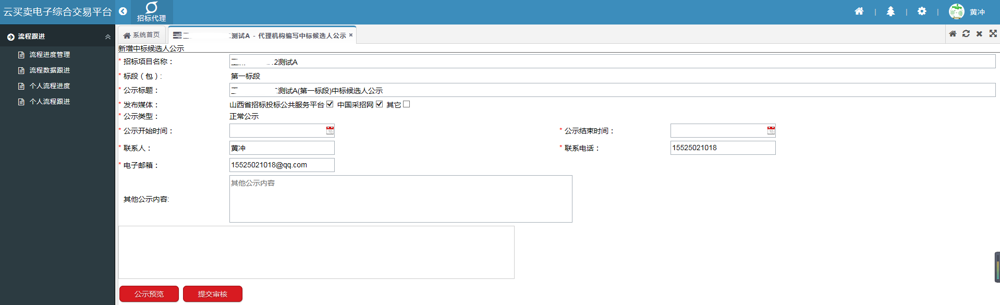 云买卖电子综合交易平台
招标代理
黄冲
流程跟进
流程进度管理
流程数据跟进
个人流程进度
个人流程跟进
系统首页
测试A - 代理机构编写中标候选人公示 ×
新增中标候选人公示
* 招标项目名称： 2测试A
* 标段（包）: 第一标段
* 公示标题： 测试A(第一标段)中标候选人公示
* 发布媒体： 山西省招标投标公共服务平台 中国采招网 其它
* 公示类型： 正常公示
* 公示开始时间： * 公示结束时间：
* 联系人： 黄冲 * 联系电话： 15525021018
* 电子邮箱： 15525021018@qq.com
其他公示内容: 其他公示内容
公示预览 提交审核